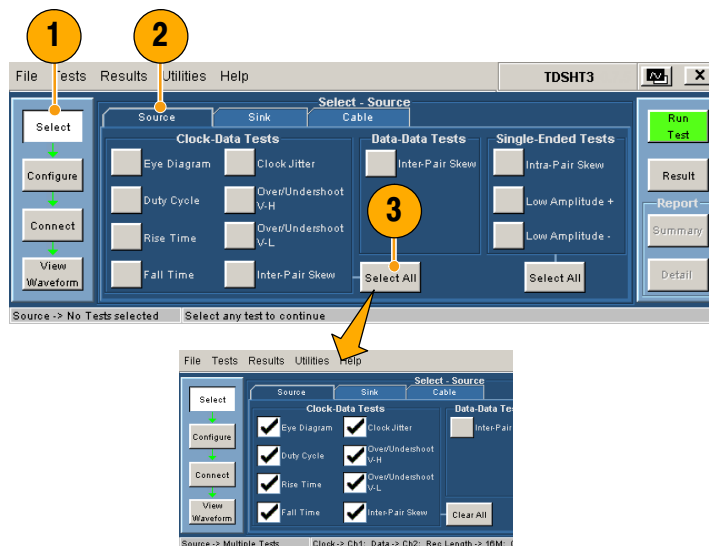 1
2
File Tests Results Utilities Help
TDSHT3
X
Select - Source
Source
Sink
Cable
Select
Configure
Connect
View
Waveform
Clock-Data Tests
Eye Diagram
Clock Jitter
Duty Cycle
Over/Undershoot
V-H
Rise Time
Over/Undershoot
V-L
Fall Time
Inter-Pair Skew
Data-Data Tests
Inter-Pair Skew
3
Select All
Single-Ended Tests
Intra-Pair Skew
Low Amplitude +
Low Amplitude -
Select All
Run
Test
Result
Report
Summary
Detail
Source -> No Tests selected
Select any test to continue
File Tests Results Utilities Help
Select - Source
Source
Sink
Cable
Select
Configure
Connect
View
Waveform
Clock-Data Tests
Eye Diagram
Clock Jitter
Duty Cycle
Over/Undershoot
V-H
Rise Time
Over/Undershoot
V-L
Fall Time
Inter-Pair Skew
Data-Data Te
Inter-Pair
Clear All
Source -> Multiple Tests
Clock -> Ch1: Data -> Ch2: Rec Length -> 16M: